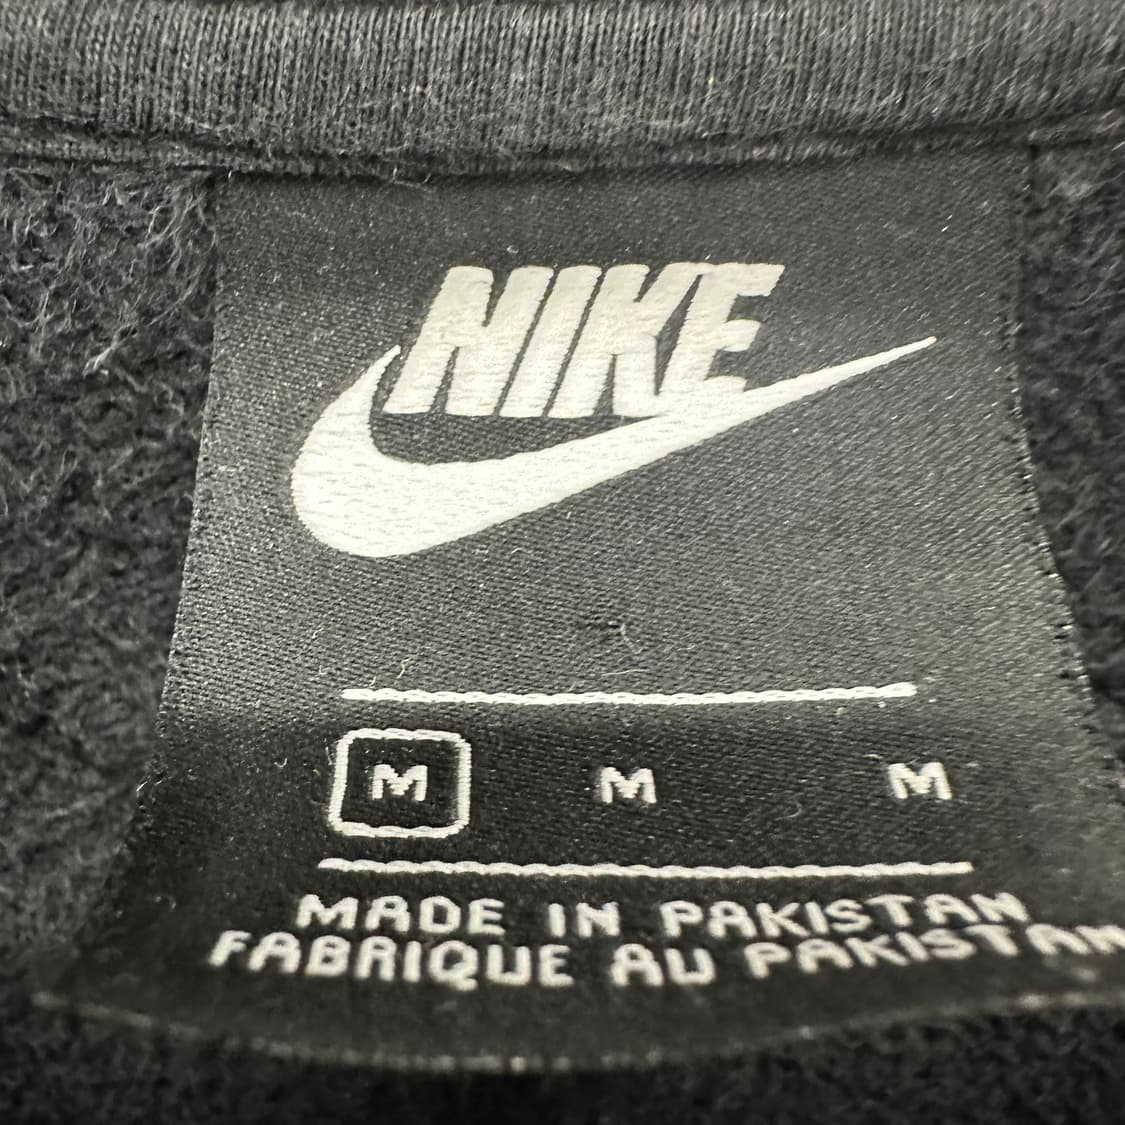 NIKE
M M M
MADE IN PAKISTAN
FABRIQUE AU PAKISTAN